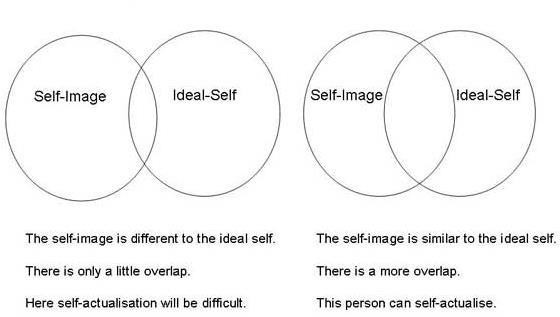 Self-Image
Ideal-Self
The self-image is different to the ideal self.
There is only a little overlap.
Here self-actualisation will be difficult.
Self-Image
Ideal-Self
The self-image is similar to the ideal self.
There is a more overlap.
This person can self-actualise.